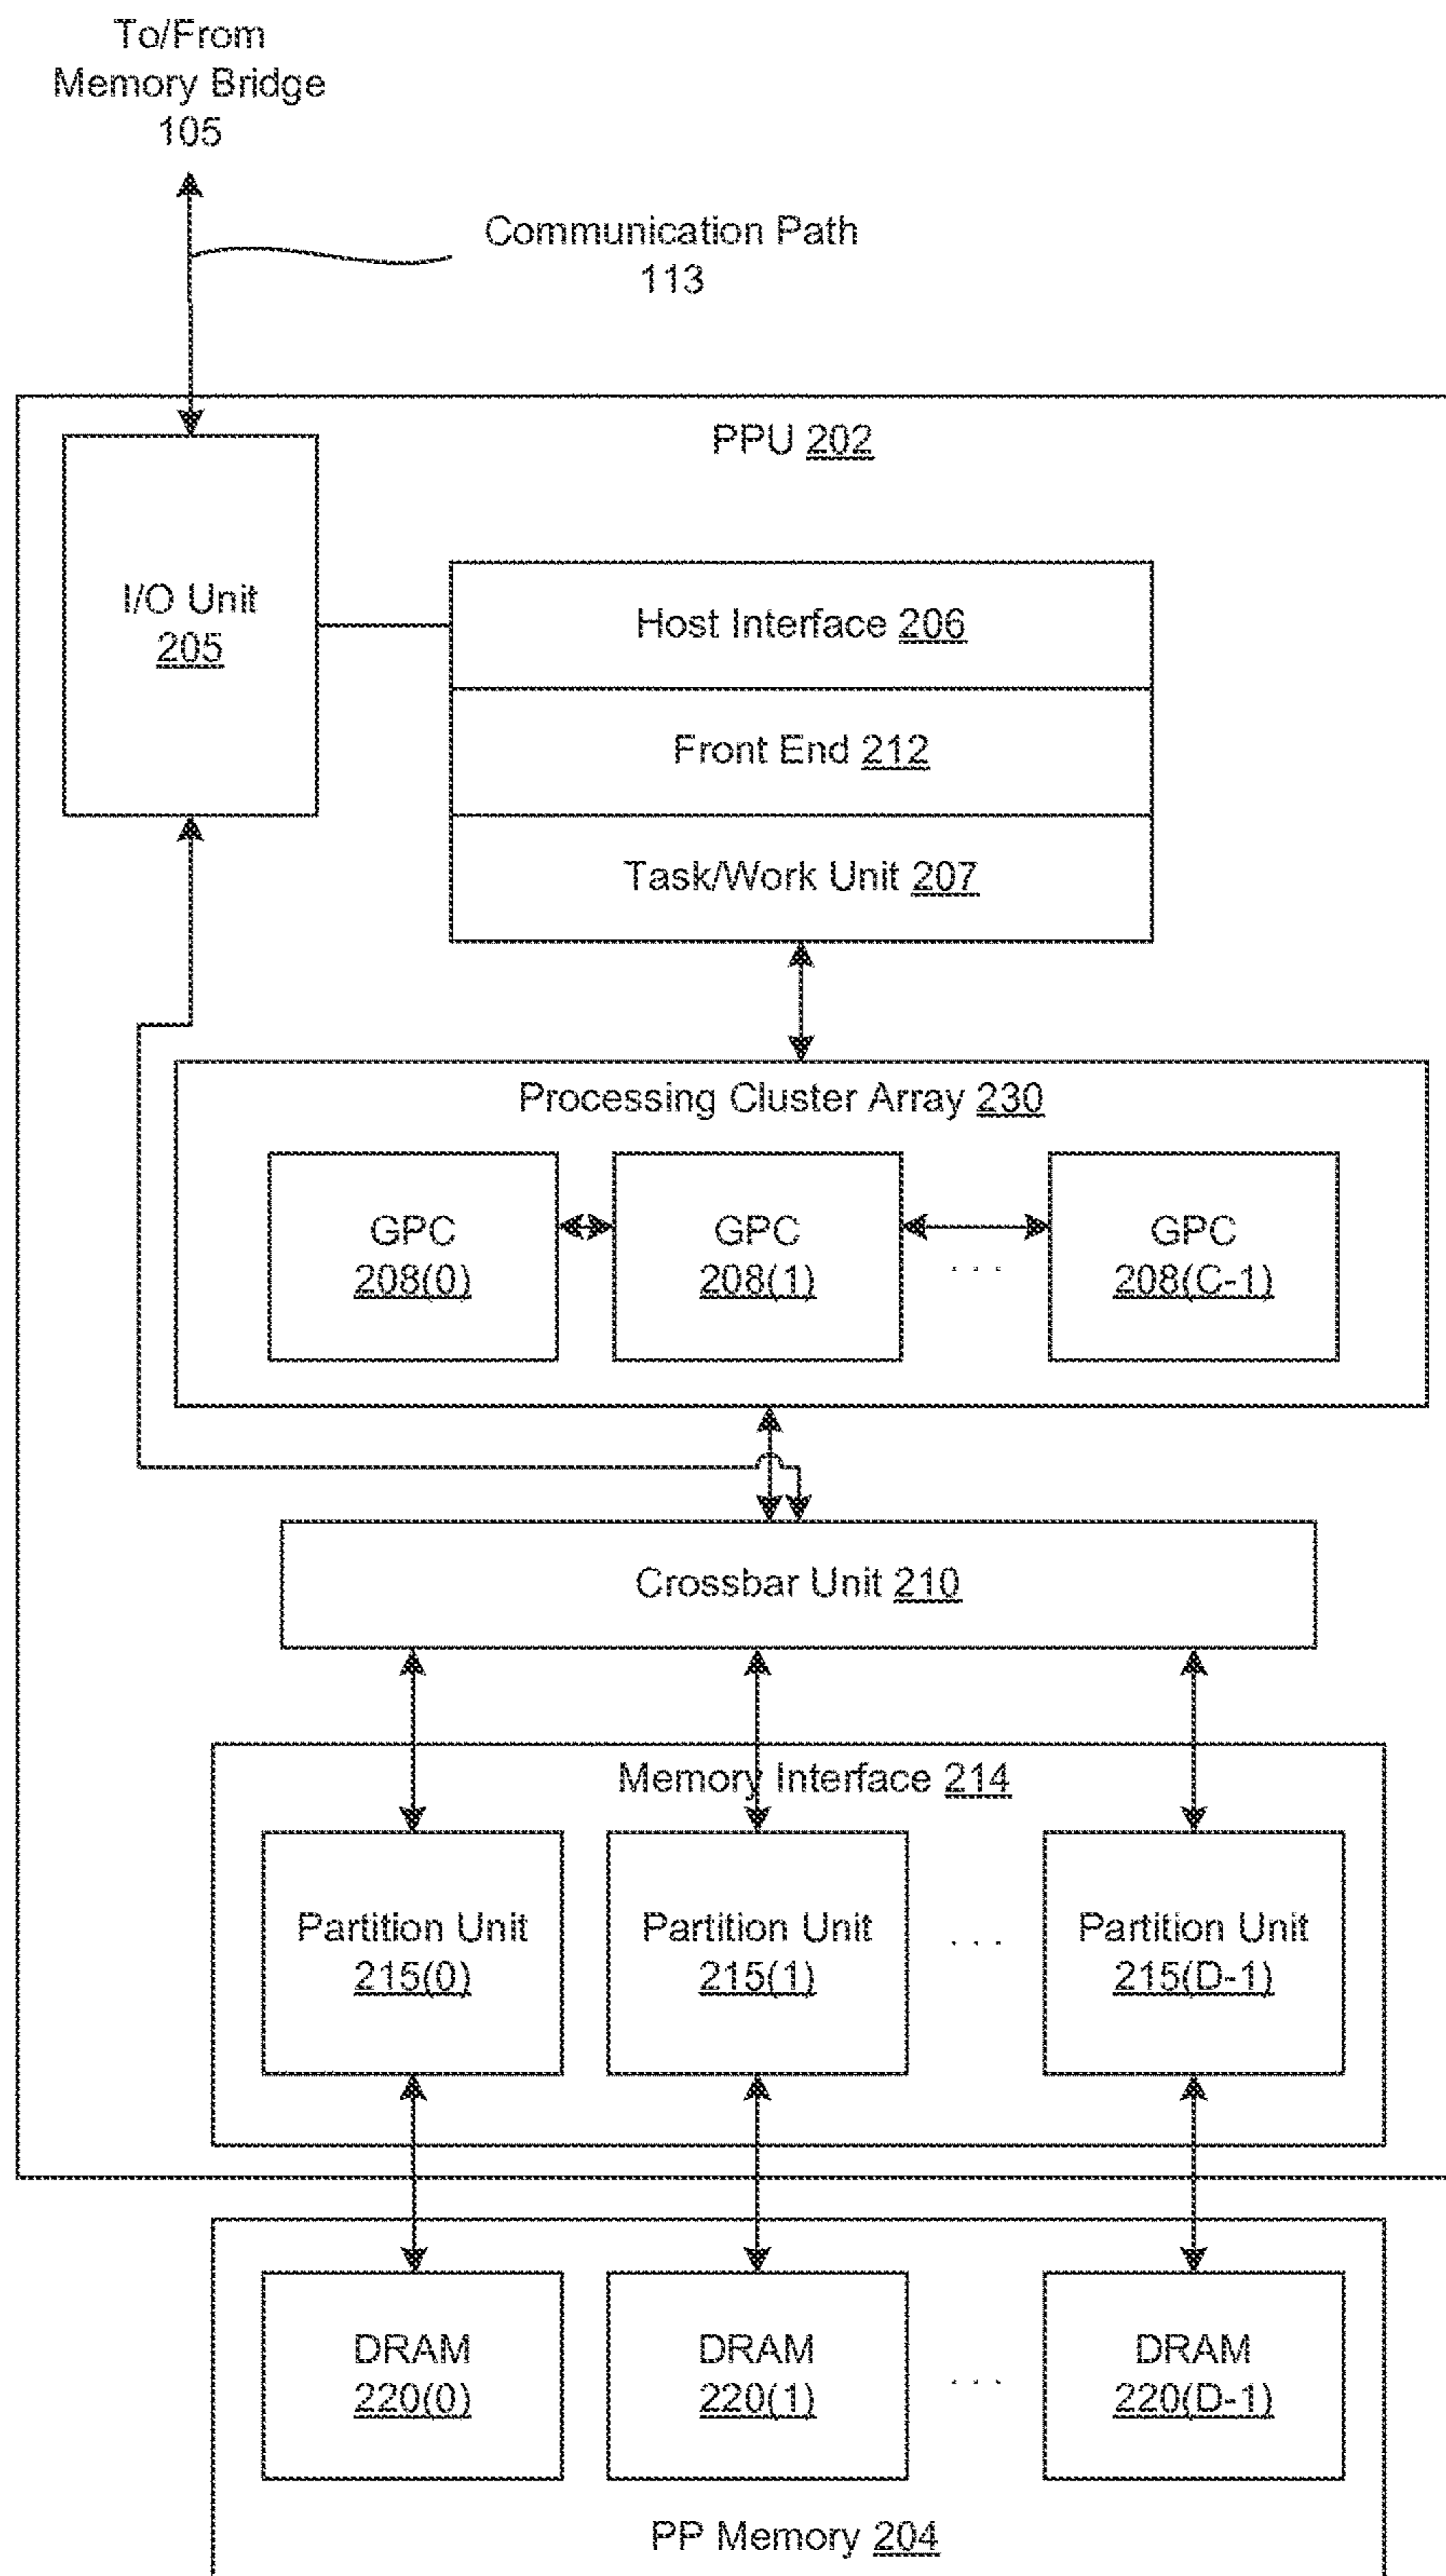 To/From
Memory Bridge
105
Communication Path
113
PPU 202
I/O Unit
205
Host Interface 206
Front End 212
Task/Work Unit 207
Processing Cluster Array 230
GPC
208(0)
GPC
208(1)
. . .
GPC
208(C-1)
Crossbar Unit 210
Memory Interface 214
Partition Unit
215(0)
Partition Unit
215(1)
. . .
Partition Unit
215(D-1)
DRAM
220(0)
DRAM
220(1)
. . .
DRAM
220(D-1)
PP Memory 204